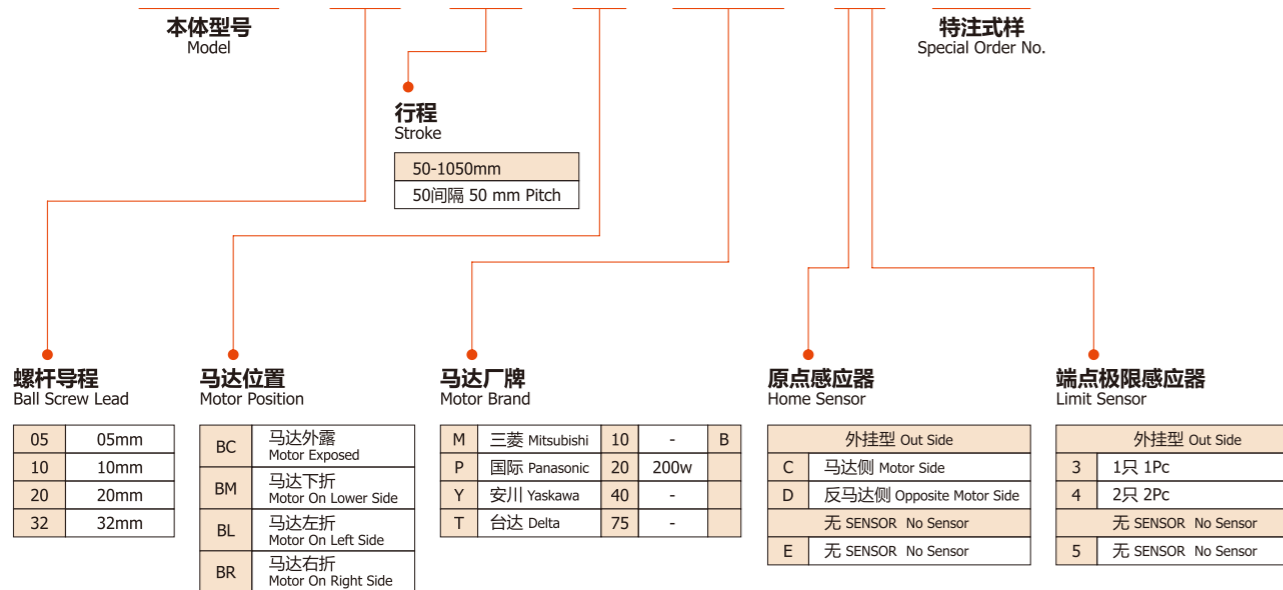 本体型号
Model
特注式样
Special Order No.
行程
Stroke
50-1050mm
50间隔 50 mm Pitch
螺杆导程
Ball Screw Lead
05 05mm
10 10mm
20 20mm
32 32mm
马达位置
Motor Position
BC 马达外露
Motor Exposed
BM 马达下折
Motor On Lower Side
BL 马达左折
Motor On Left Side
BR 马达右折
Motor On Right Side
马达厂牌
Motor Brand
M 三菱 Mitsubishi 10 - B
P 国际 Panasonic 20 200w
Y 安川 Yaskawa 40 -
T 台达 Delta 75 -
原点感应器
Home Sensor
外挂型 Out Side
C 马达侧 Motor Side
D 反马达侧 Opposite Motor Side
无 SENSOR No Sensor
E 无 SENSOR No Sensor
端点极限感应器
Limit Sensor
外挂型 Out Side
3 1只 1Pc
4 2只 2Pc
无 SENSOR No Sensor
5 无 SENSOR No Sensor